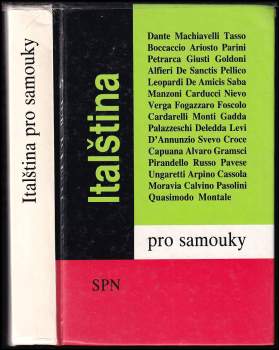 Italština pro samouky
Italština
Dante Machiavelli Tasso
Boccaccio Ariosto Parini
Petrarca Giusti Goldoni
Alfieri De Sanctis Pellico
Leopardi De Amicis Saba
Manzoni Carducci Nievo
Verga Fogazzaro Foscolo
Cardarelli Monti Gadda
Palazzeschi Deledda Levi
D'Annunzio Svevo Croce
Capuana Alvaro Gramsci
Pirandello Russo Pavese
Ungaretti Arpino Cassola
Moravia Calvino Pasolini
Quasimodo Montale
pro samouky
SPN